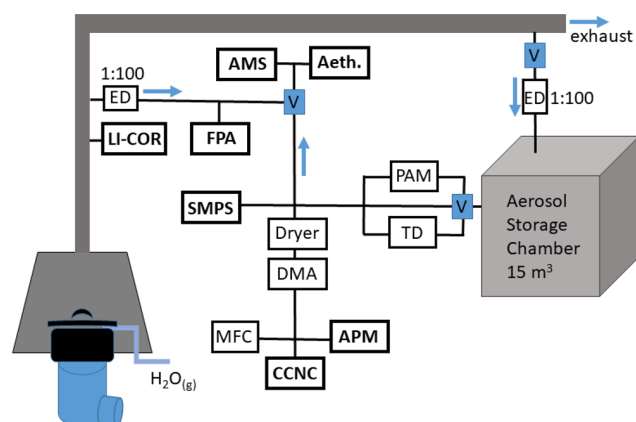 exhaust
V
ED 1:100
1:100
ED
AMS
Aeth.
V
LI-COR
FPA
PAM
SMPS
V
TD
Aerosol
Storage
Chamber
15 m³
Dryer
DMA
MFC
APM
CCNC
H₂O₍g₎